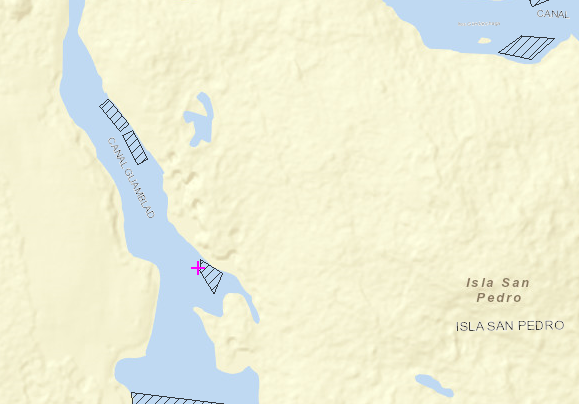 CANAL
CANAL GUAMBLAD
Isla San
Pedro
ISLA SAN PEDRO